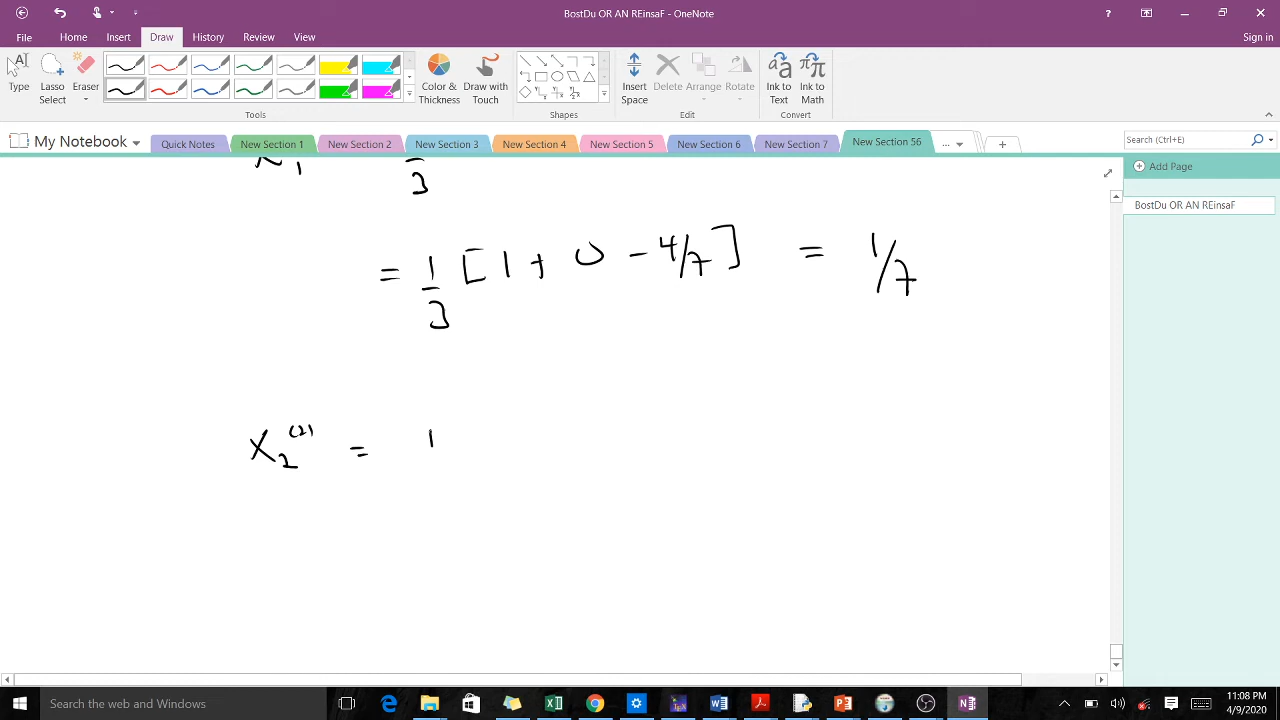 BostDu OR AN REinsaF - OneNote
Sign in
File Home Insert Draw History Review View
Type Lasso Select Eraser Color & Thickness Draw with Touch Insert Space Delete Arrange Rotate Ink to Text Ink to Math
Tools Shapes Edit Convert
My Notebook Quick Notes New Section 1 New Section 2 New Section 3 New Section 4 New Section 5 New Section 6 New Section 7 New Section 56 ... + Search (Ctrl+E)
Add Page
BostDu OR AN REinsaF
3
= 1/3 [1 + 0 - 4/7] = 1/7
X₂⁽²⁾ = 1
Search the web and Windows
11:08 PM
4/9/2020